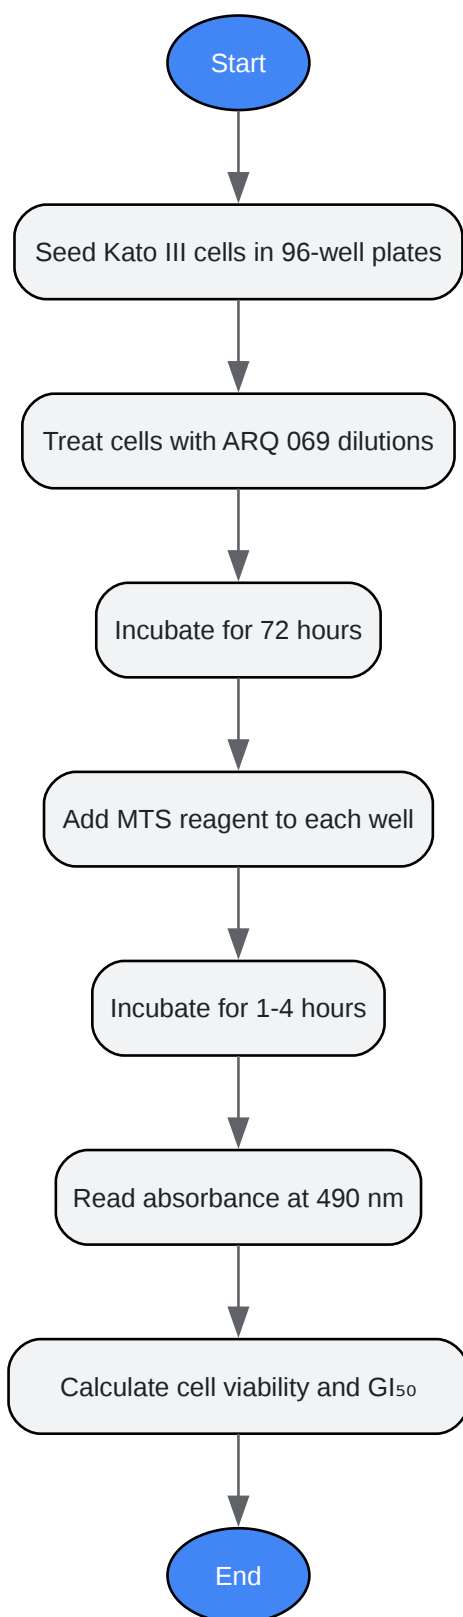 Start
Seed Kato III cells in 96-well plates
Treat cells with ARQ 069 dilutions
Incubate for 72 hours
Add MTS reagent to each well
Incubate for 1-4 hours
Read absorbance at 490 nm
Calculate cell viability and GI₅₀
End